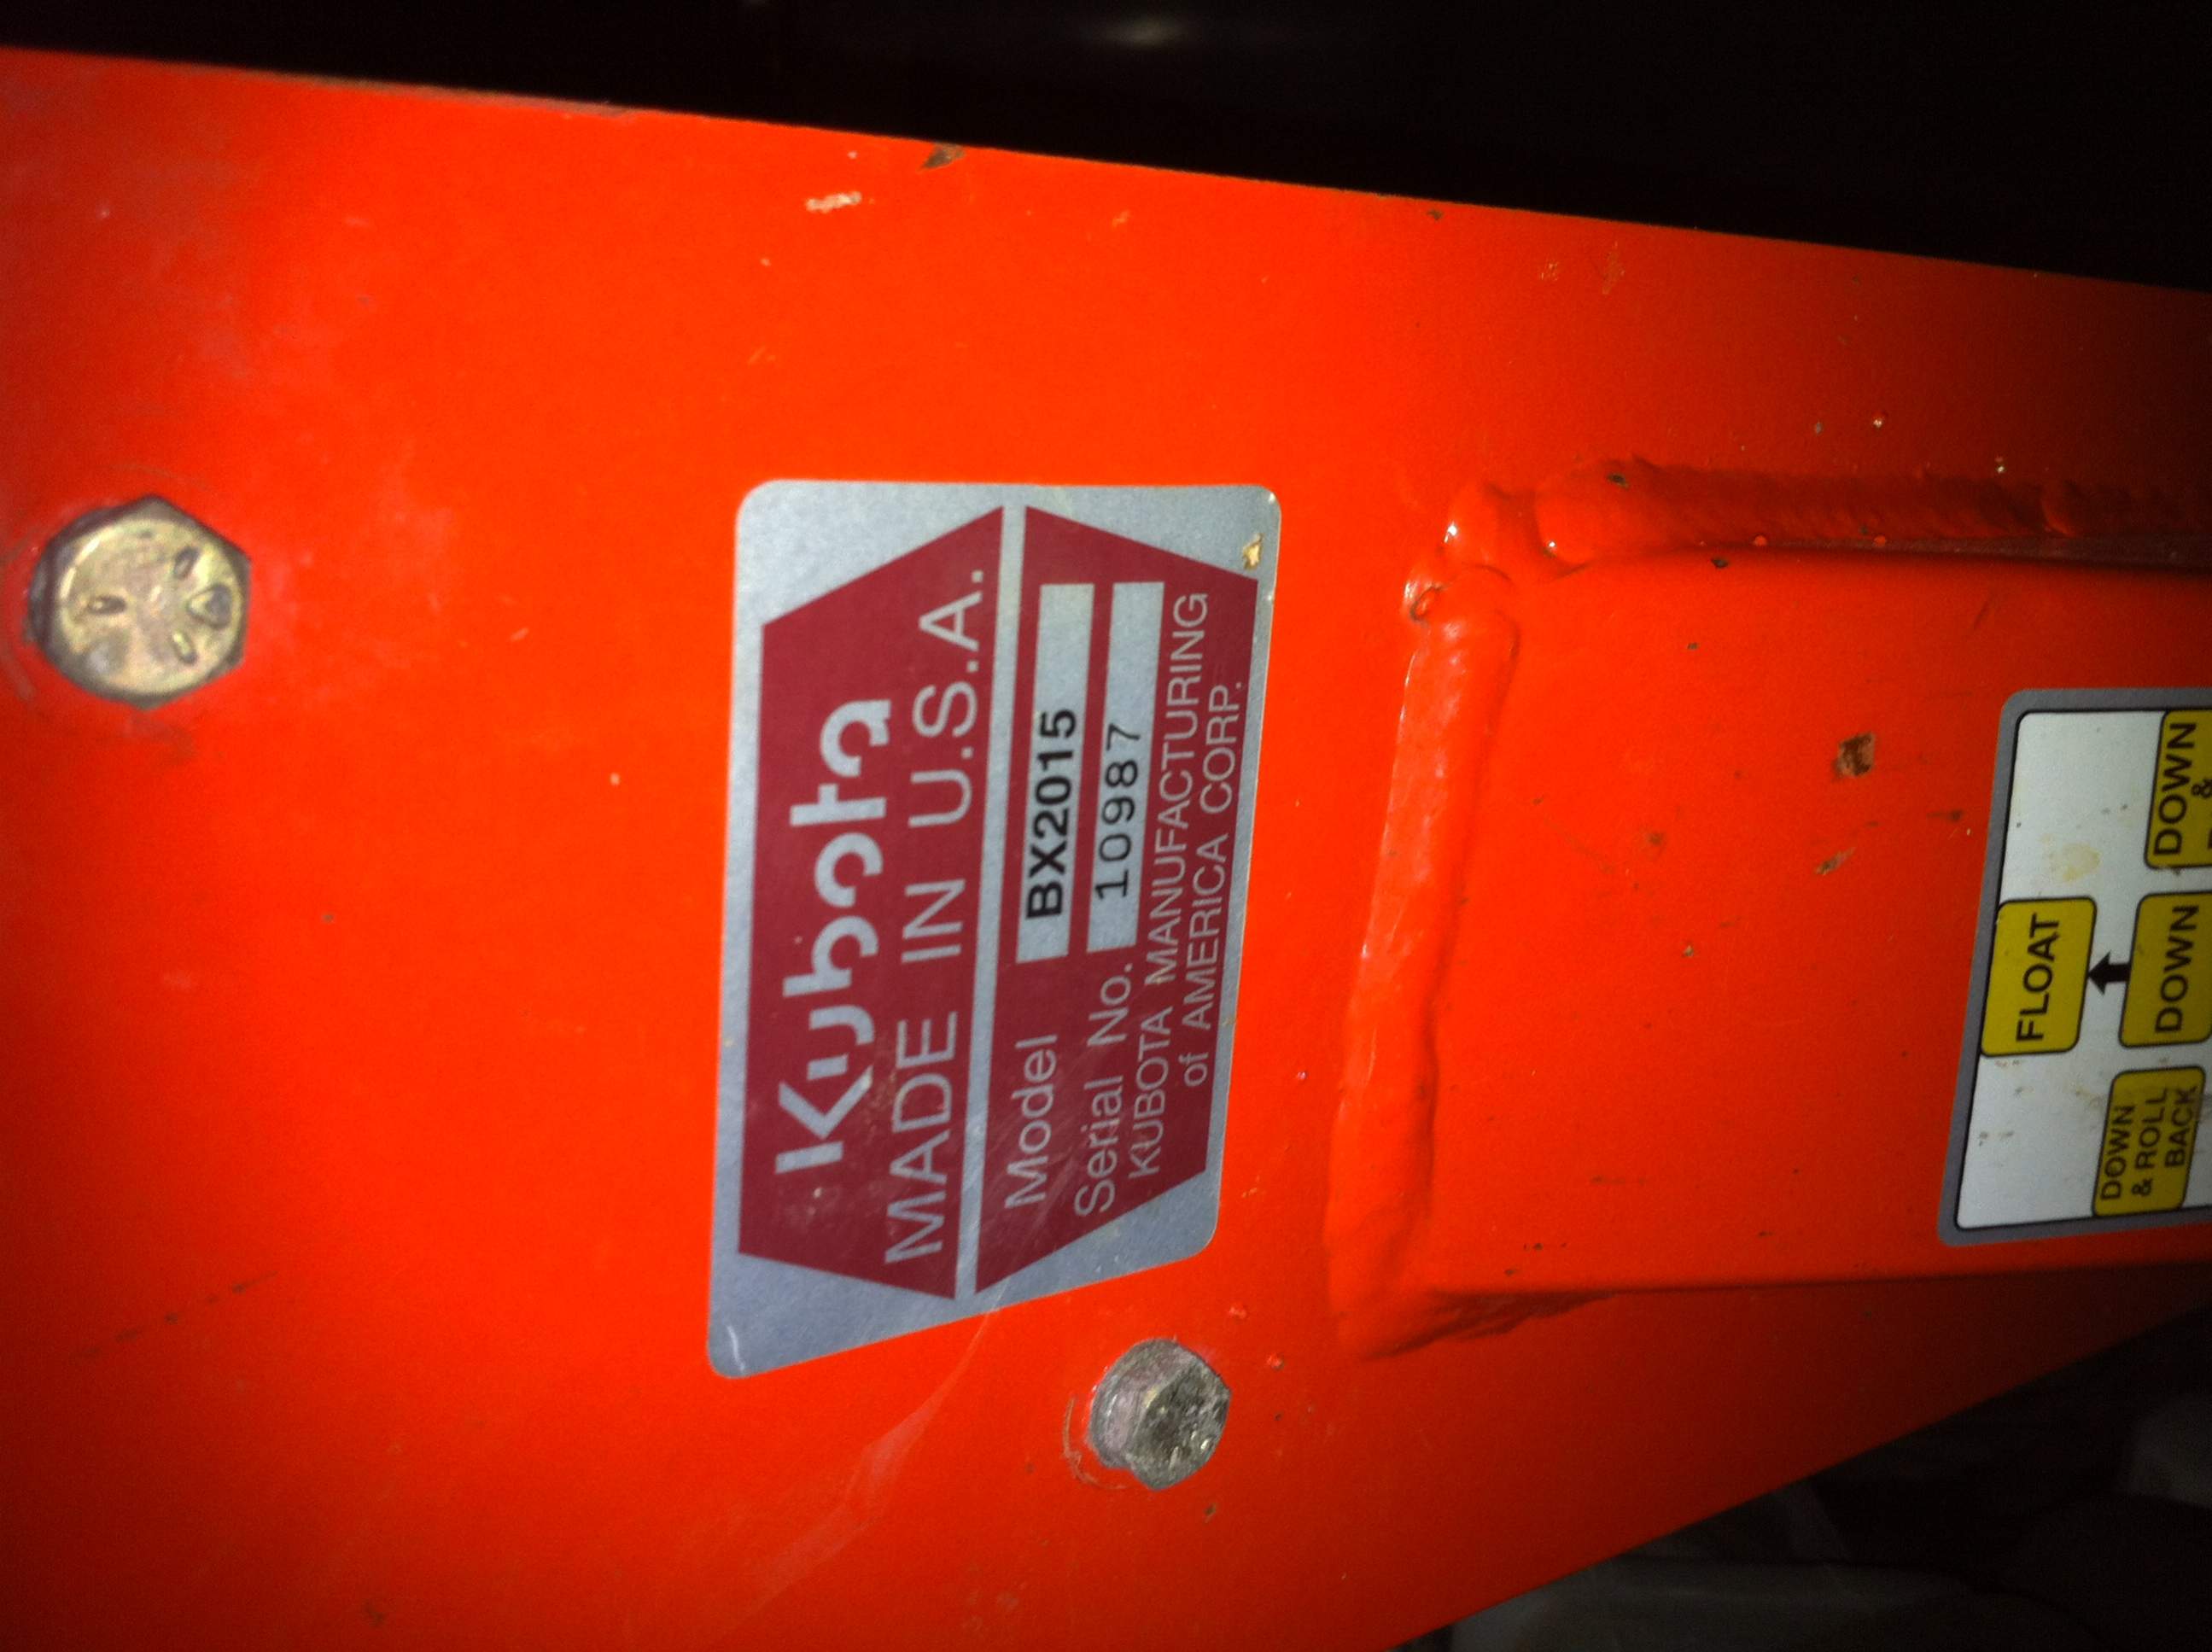 Kubota
MADE IN U.S.A.
Model BX2015
Serial No. 10987
KUBOTA MANUFACTURING
of AMERICA CORP.
FLOAT
DOWN
& ROLL
BACK
DOWN
DOWN
&